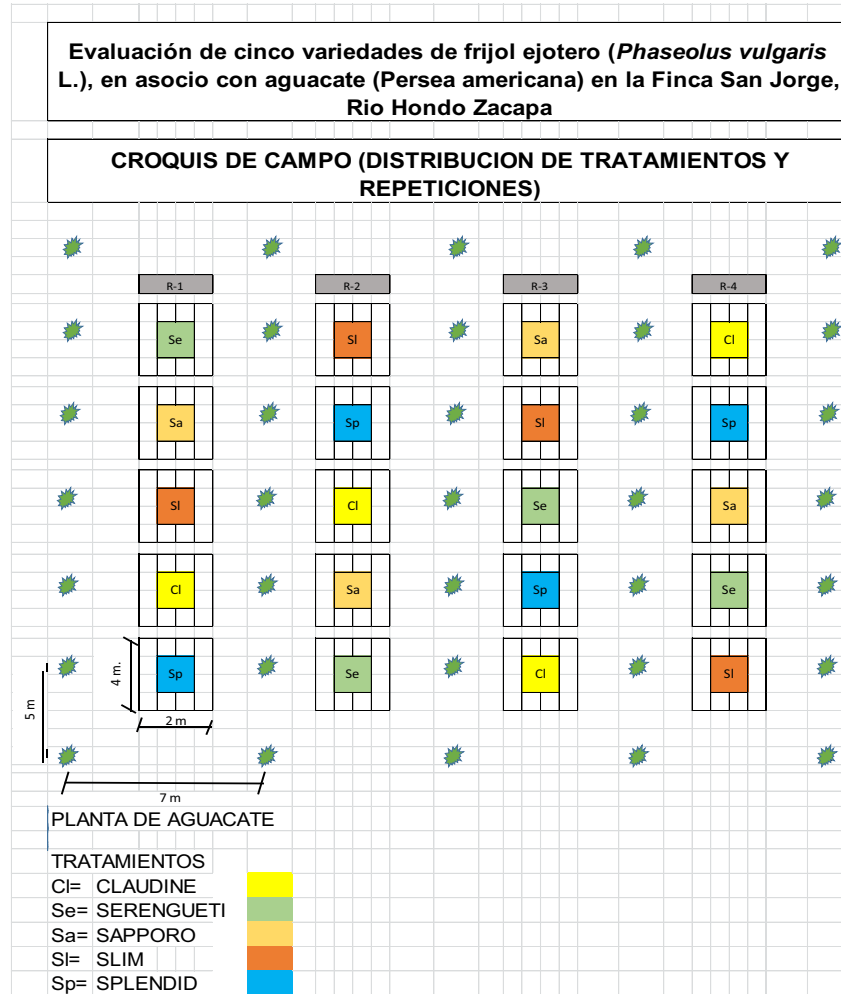 Evaluación de cinco variedades de frijol ejotero (Phaseolus vulgaris
L.), en asocio con aguacate (Persea americana) en la Finca San Jorge,
Rio Hondo Zacapa
CROQUIS DE CAMPO (DISTRIBUCION DE TRATAMIENTOS Y
REPETICIONES)
R-1 R-2 R-3 R-4
Se Sl Sa Cl
Sa Sp Sl Sp
Sl Cl Se Sa
Cl Sa Sp Se
Sp Se Cl Sl
4 m.
5 m
2 m
7 m
PLANTA DE AGUACATE
TRATAMIENTOS
Cl= CLAUDINE
Se= SERENGUETI
Sa= SAPPORO
Sl= SLIM
Sp= SPLENDID